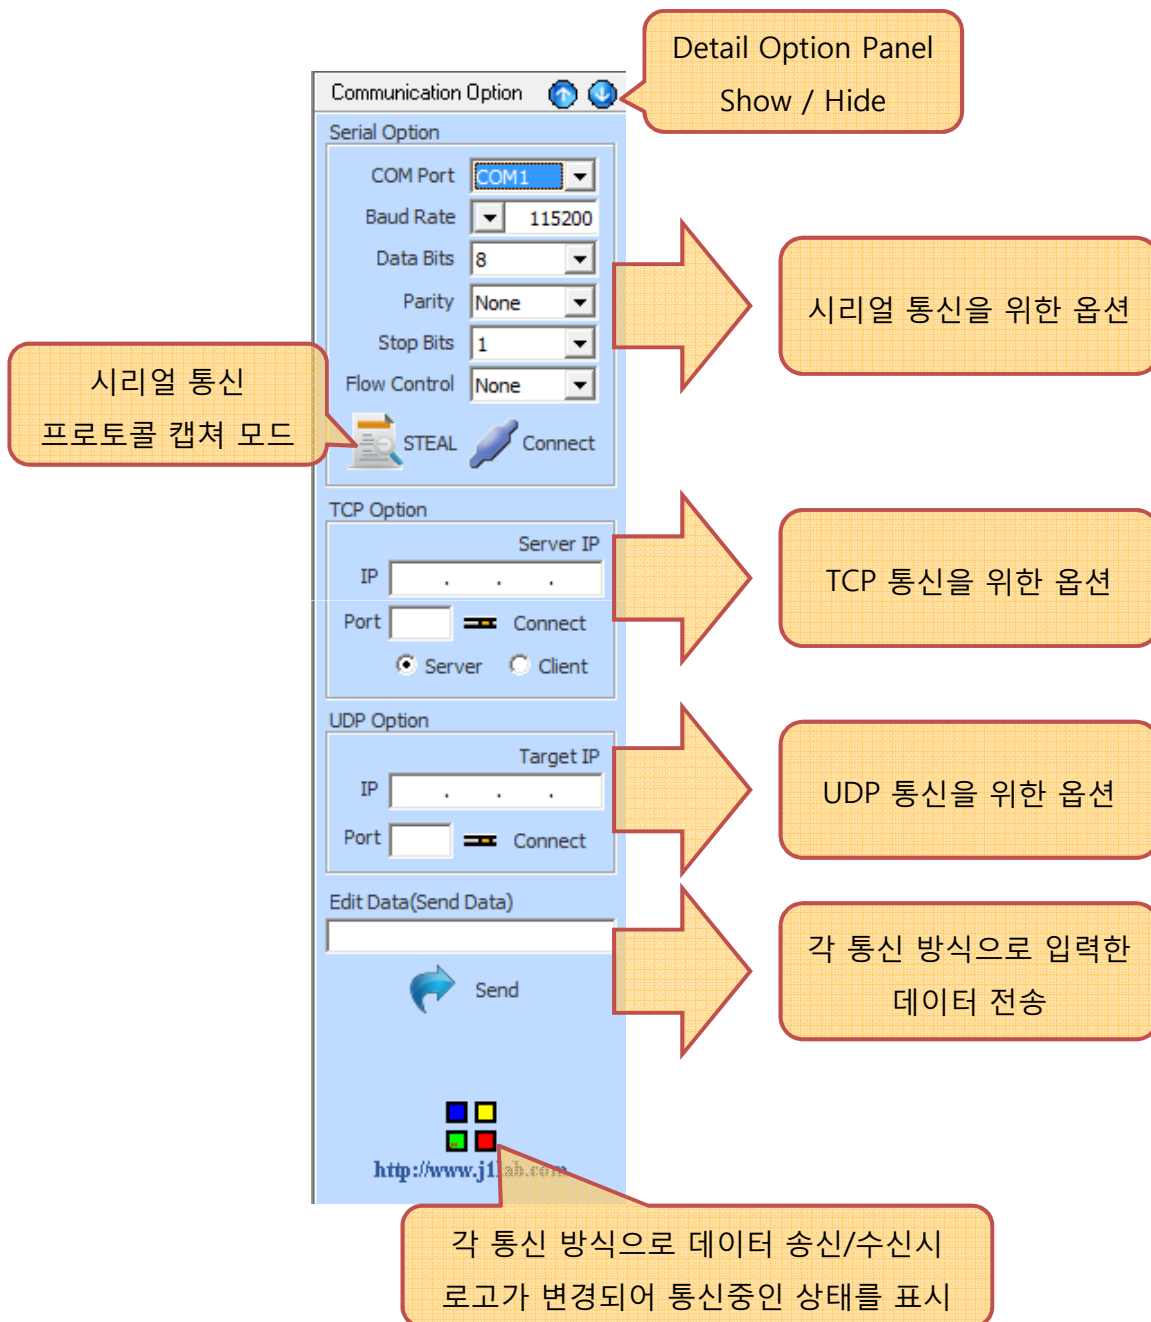 Detail Option Panel
Show / Hide
Communication Option
Serial Option
COM Port COM1
Baud Rate 115200
Data Bits 8
Parity None
Stop Bits 1
Flow Control None
STEAL Connect
시리얼 통신을 위한 옵션
시리얼 통신
프로토콜 캡쳐 모드
TCP Option
Server IP
IP . . .
Port Connect
Server Client
TCP 통신을 위한 옵션
UDP Option
Target IP
IP . . .
Port Connect
UDP 통신을 위한 옵션
Edit Data(Send Data)
Send
각 통신 방식으로 입력한
데이터 전송
http://www.j1lab.com
각 통신 방식으로 데이터 송신/수신시
로고가 변경되어 통신중인 상태를 표시